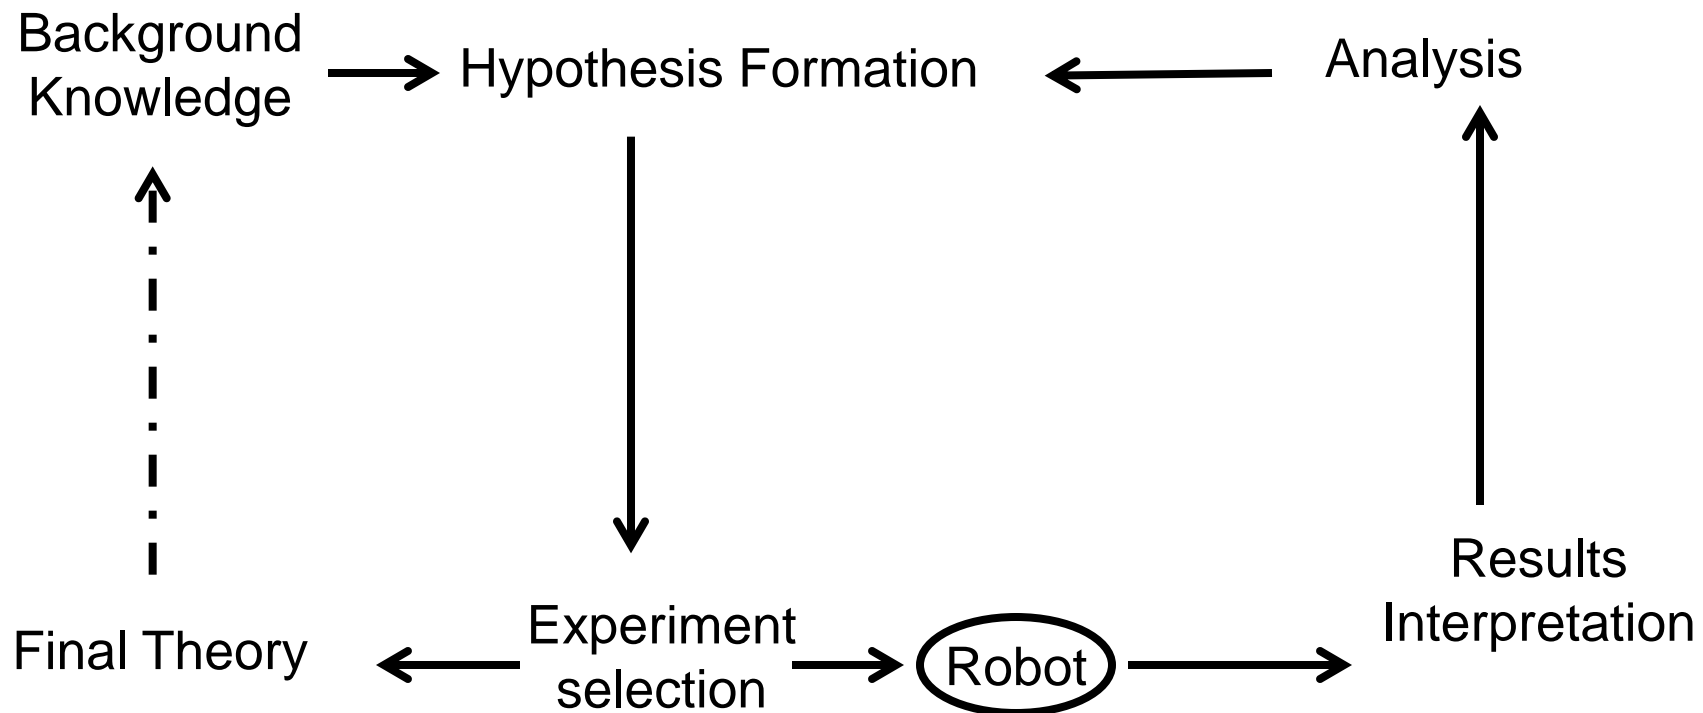 Background
Knowledge
Hypothesis Formation
Analysis
Final Theory
Experiment
selection
Robot
Results
Interpretation